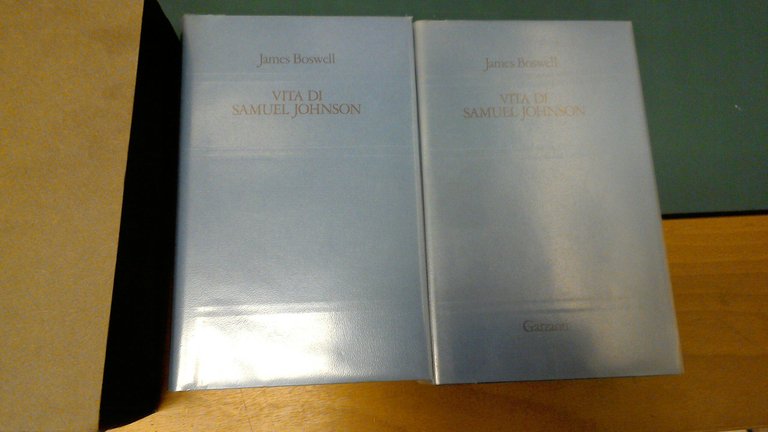 James Boswell
VITA DI
SAMUEL JOHNSON
James Boswell
VITA DI
SAMUEL JOHNSON
Garzanti